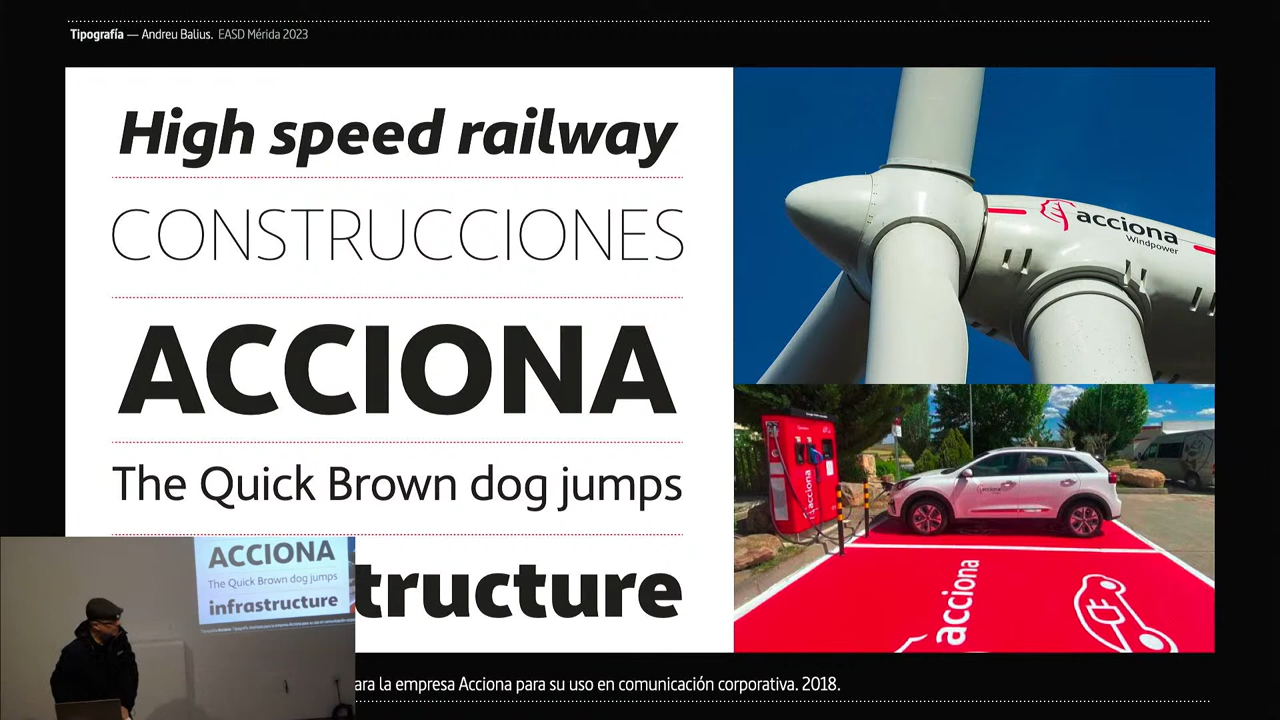 Tipografía — Andreu Balius. EASD Mérida 2023
High speed railway
CONSTRUCCIONES
ACCIONA
The Quick Brown dog jumps
tructure
acciona
Windpower
acciona
acciona
acciona
ACCIONA
The Quick Brown dog jumps
infrastructure
ara la empresa Acciona para su uso en comunicación corporativa. 2018.